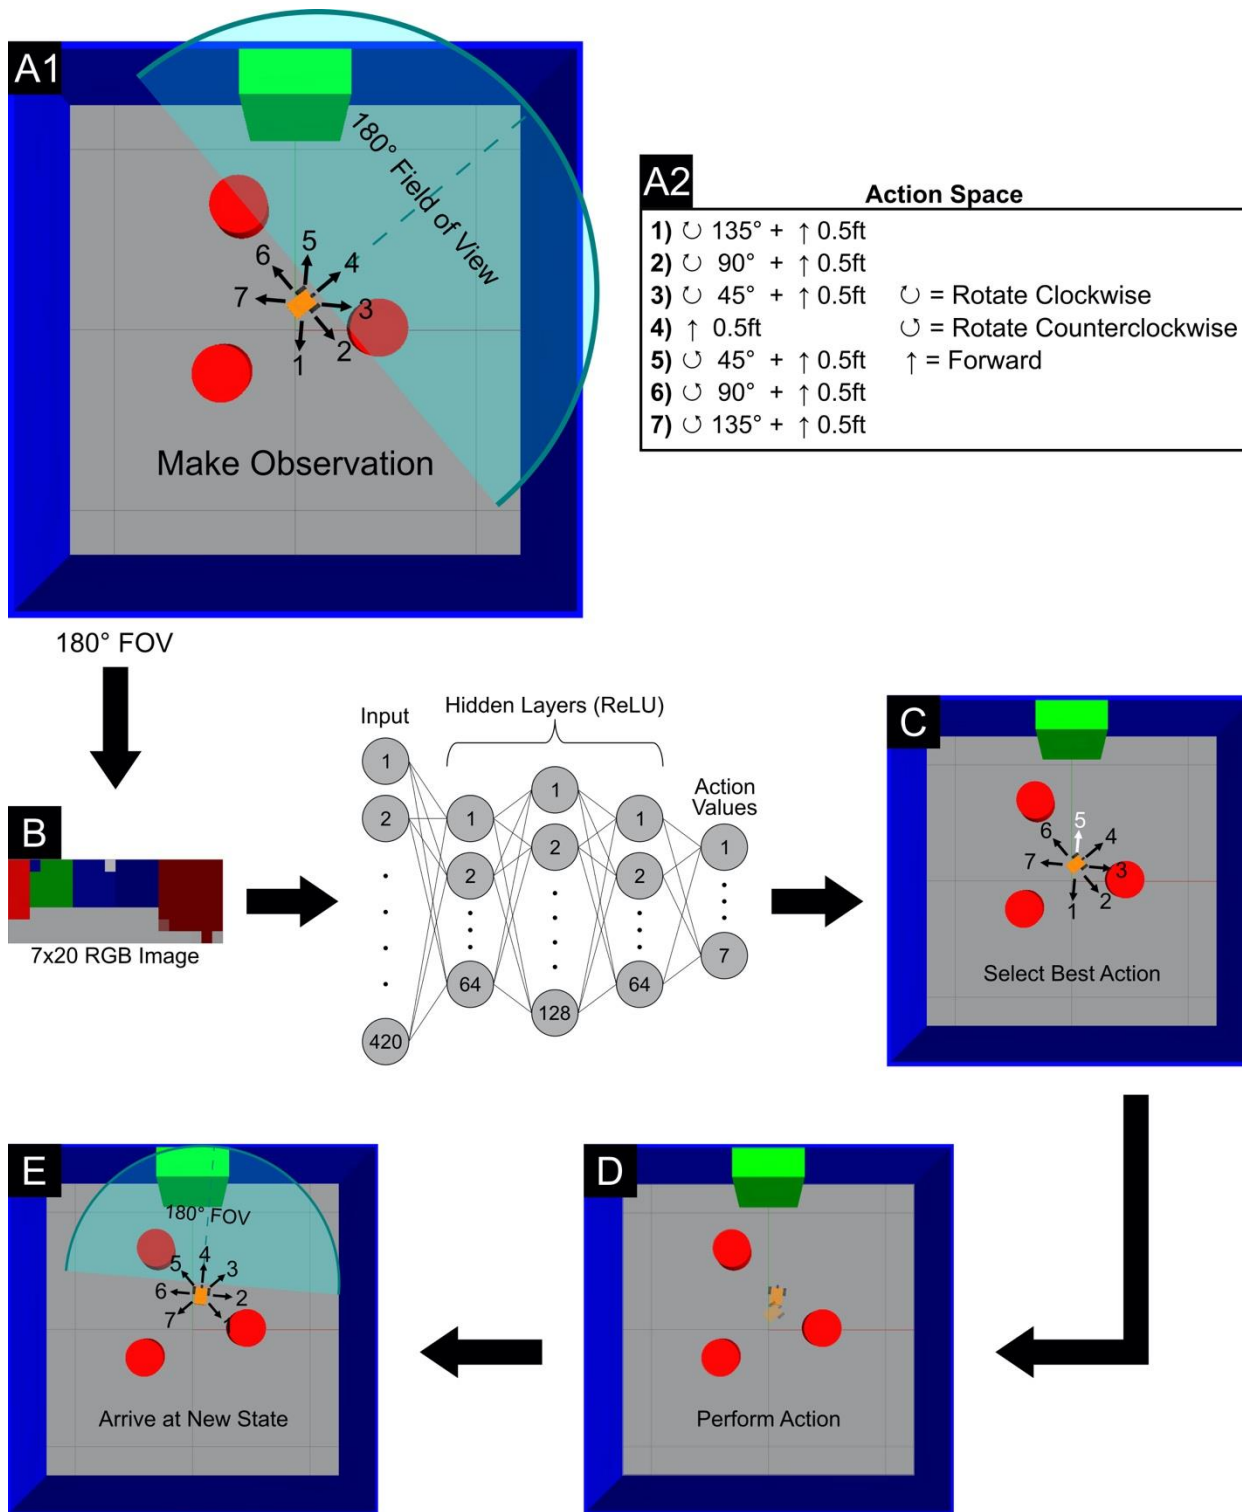 A1
180° Field of View
5
6
4
7
3
2
1
Make Observation
A2
Action Space
1) ↻ 135° + ↑ 0.5ft
2) ↻ 90° + ↑ 0.5ft
3) ↻ 45° + ↑ 0.5ft
↻ = Rotate Clockwise
4) ↑ 0.5ft
↺ = Rotate Counterclockwise
5) ↺ 45° + ↑ 0.5ft
↑ = Forward
6) ↺ 90° + ↑ 0.5ft
7) ↺ 135° + ↑ 0.5ft
180° FOV
B
7x20 RGB Image
Input
1
2
420
Hidden Layers (ReLU)
1
2
64
1
2
128
1
2
64
Action
Values
1
7
C
5
6
4
7
3
2
1
Select Best Action
D
Perform Action
E
180° FOV
4
5
3
6
2
7
1
Arrive at New State